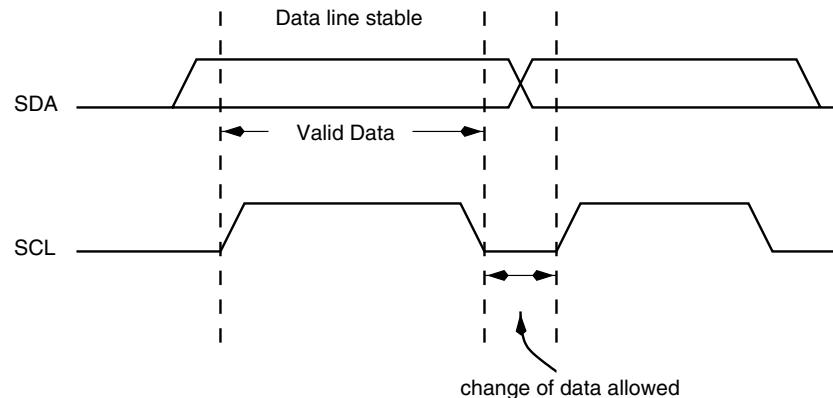 Data line stable
SDA
Valid Data
SCL
change of data allowed